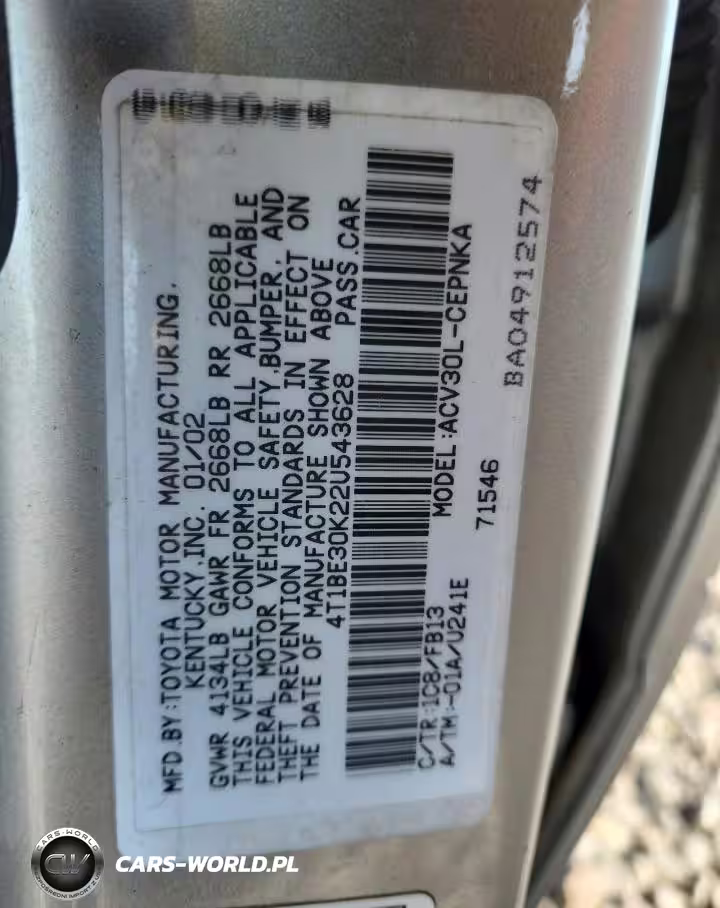 MFD.BY:TOYOTA MOTOR MANUFACTURING,
KENTUCKY,INC. 01/02
GVWR 4134LB GAWR FR 2668LB RR 2668LB
THIS VEHICLE CONFORMS TO ALL APPLICABLE
FEDERAL MOTOR VEHICLE SAFETY,BUMPER, AND
THEFT PREVENTION STANDARDS IN EFFECT ON
THE DATE OF MANUFACTURE SHOWN ABOVE
4T1BE30K22U543628 PASS.CAR
C/TR:1C8/FB13 MODEL:ACV30L-CEPNKA
A/TM:-01A/U241E 71546
BA04912574
CARS-WORLD
CW
CARS-WORLD.PL